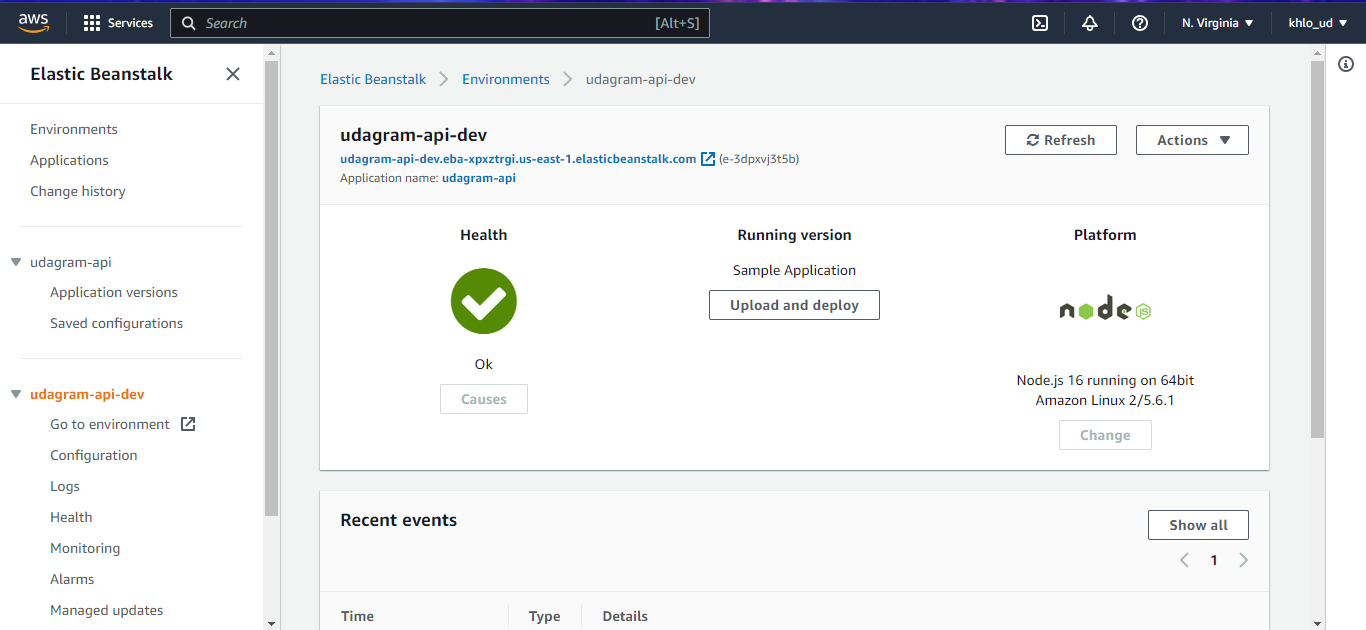 aws
Services
Search
[Alt+S]
N. Virginia
khlo_ud
Elastic Beanstalk
Environments
Applications
Change history
udagram-api
Application versions
Saved configurations
udagram-api-dev
Go to environment
Configuration
Logs
Health
Monitoring
Alarms
Managed updates
Elastic Beanstalk
Environments
udagram-api-dev
udagram-api-dev
udagram-api-dev.eba-xpxztrgi.us-east-1.elasticbeanstalk.com (e-3dpxvj3t5b)
Application name: udagram-api
Refresh
Actions
Health
Ok
Causes
Running version
Sample Application
Upload and deploy
Platform
node JS
Node.js 16 running on 64bit
Amazon Linux 2/5.6.1
Change
Recent events
Show all
1
Time
Type
Details